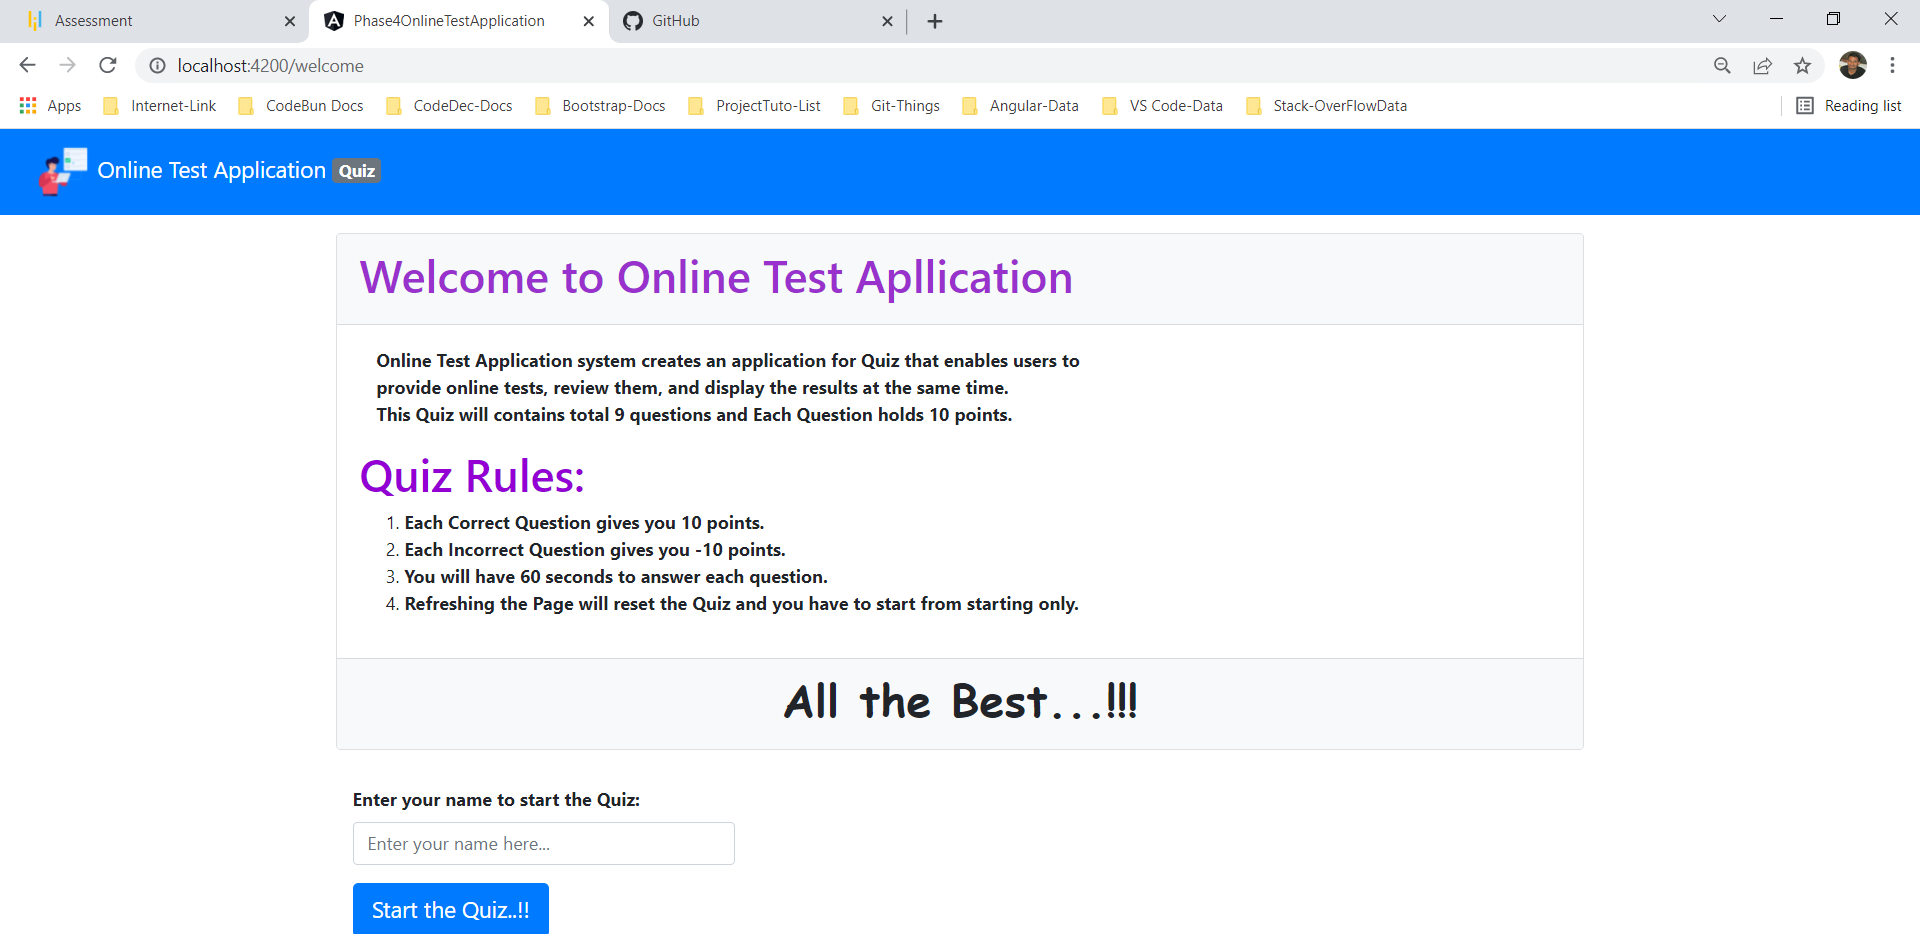 Assessment
Phase4OnlineTestApplication
GitHub
localhost:4200/welcome
Apps
Internet-Link
CodeBun Docs
CodeDec-Docs
Bootstrap-Docs
ProjectTuto-List
Git-Things
Angular-Data
VS Code-Data
Stack-OverFlowData
Reading list
Online Test Application Quiz
Welcome to Online Test Apllication
Online Test Application system creates an application for Quiz that enables users to
provide online tests, review them, and display the results at the same time.
This Quiz will contains total 9 questions and Each Question holds 10 points.
Quiz Rules:
1. Each Correct Question gives you 10 points.
2. Each Incorrect Question gives you -10 points.
3. You will have 60 seconds to answer each question.
4. Refreshing the Page will reset the Quiz and you have to start from starting only.
All the Best...!!!
Enter your name to start the Quiz:
Enter your name here...
Start the Quiz..!!